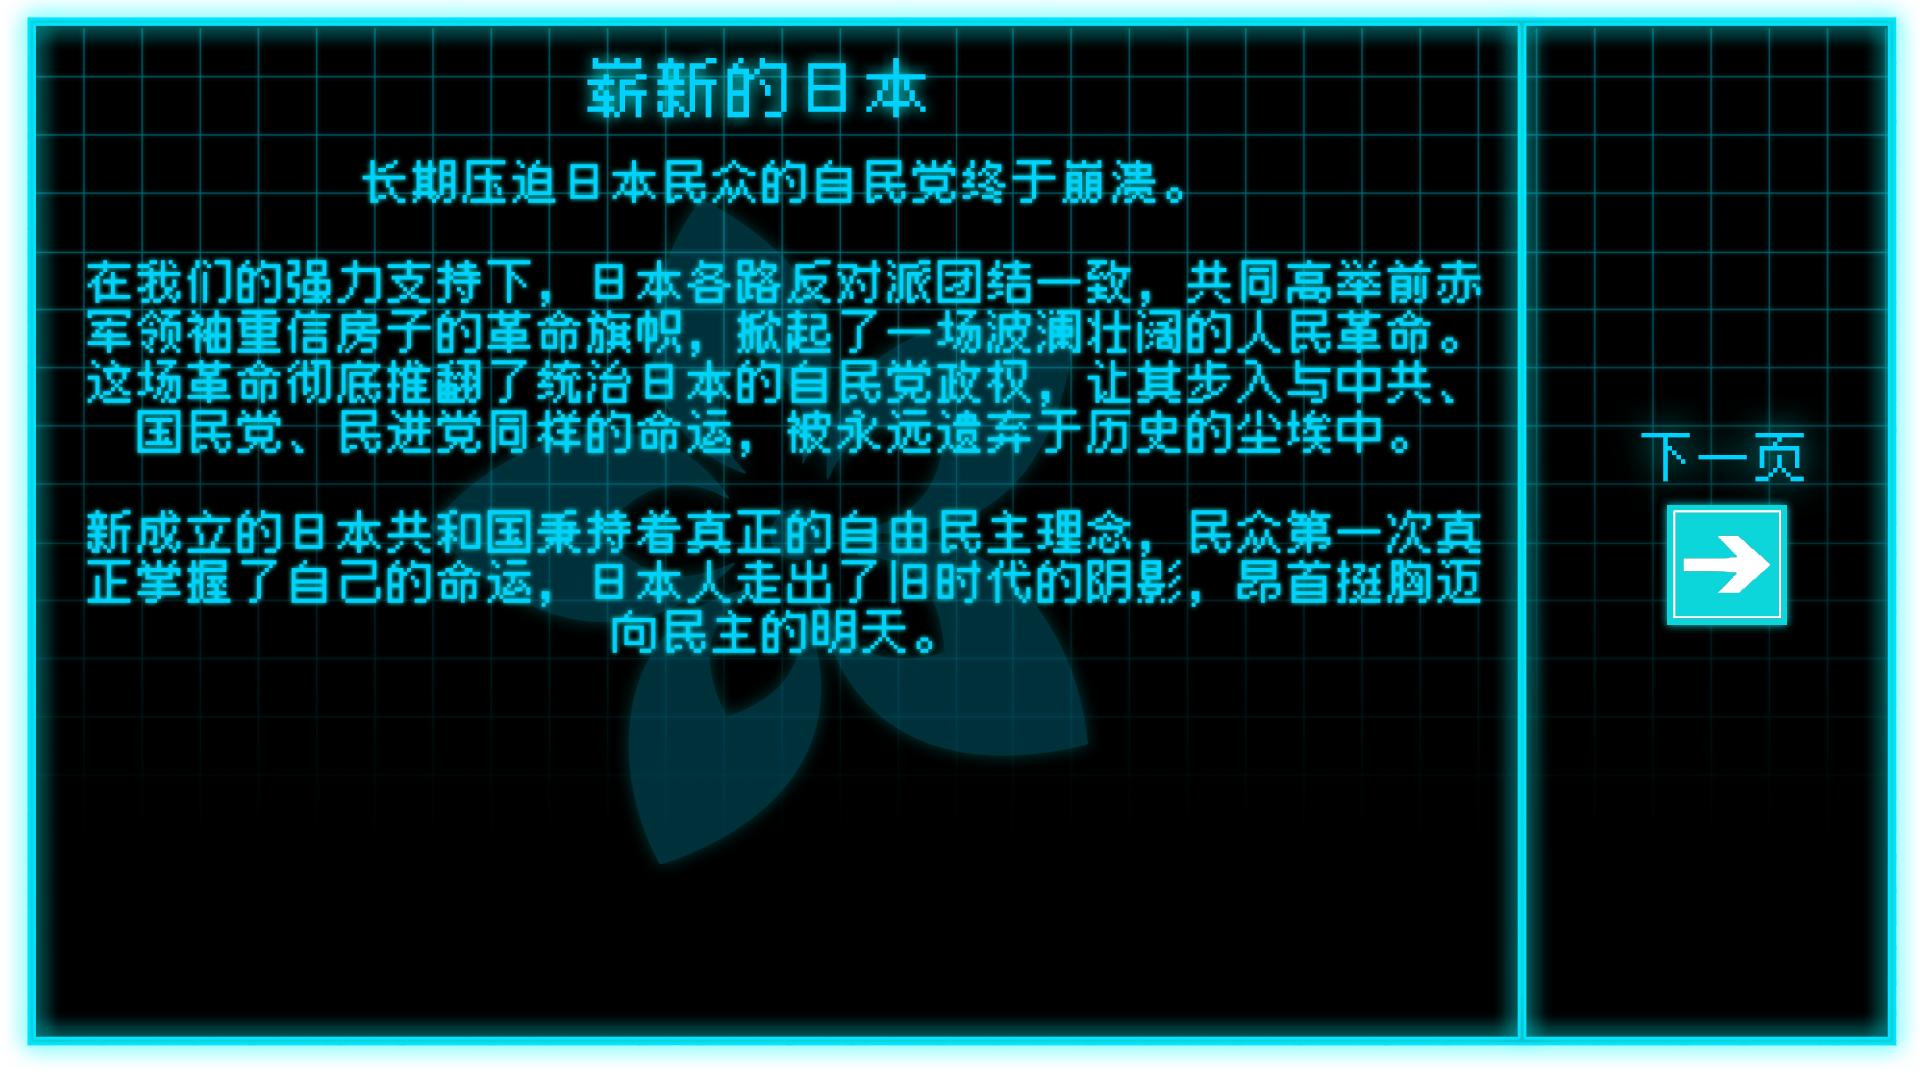 崭新的日本
长期压迫日本民众的自民党终于崩溃。
在我们的强力支持下，日本各路反对派团结一致，共同高举前赤
军领袖重信房子的革命旗帜，掀起了一场波澜壮阔的人民革命。
这场革命彻底推翻了统治日本的自民党政权，让其步入与中共、
国民党、民进党同样的命运，被永远遗弃于历史的尘埃中。
新成立的日本共和国秉持着真正的自由民主理念，民众第一次真
正掌握了自己的命运，日本人走出了旧时代的阴影，昂首挺胸迈
向民主的明天。
下一页